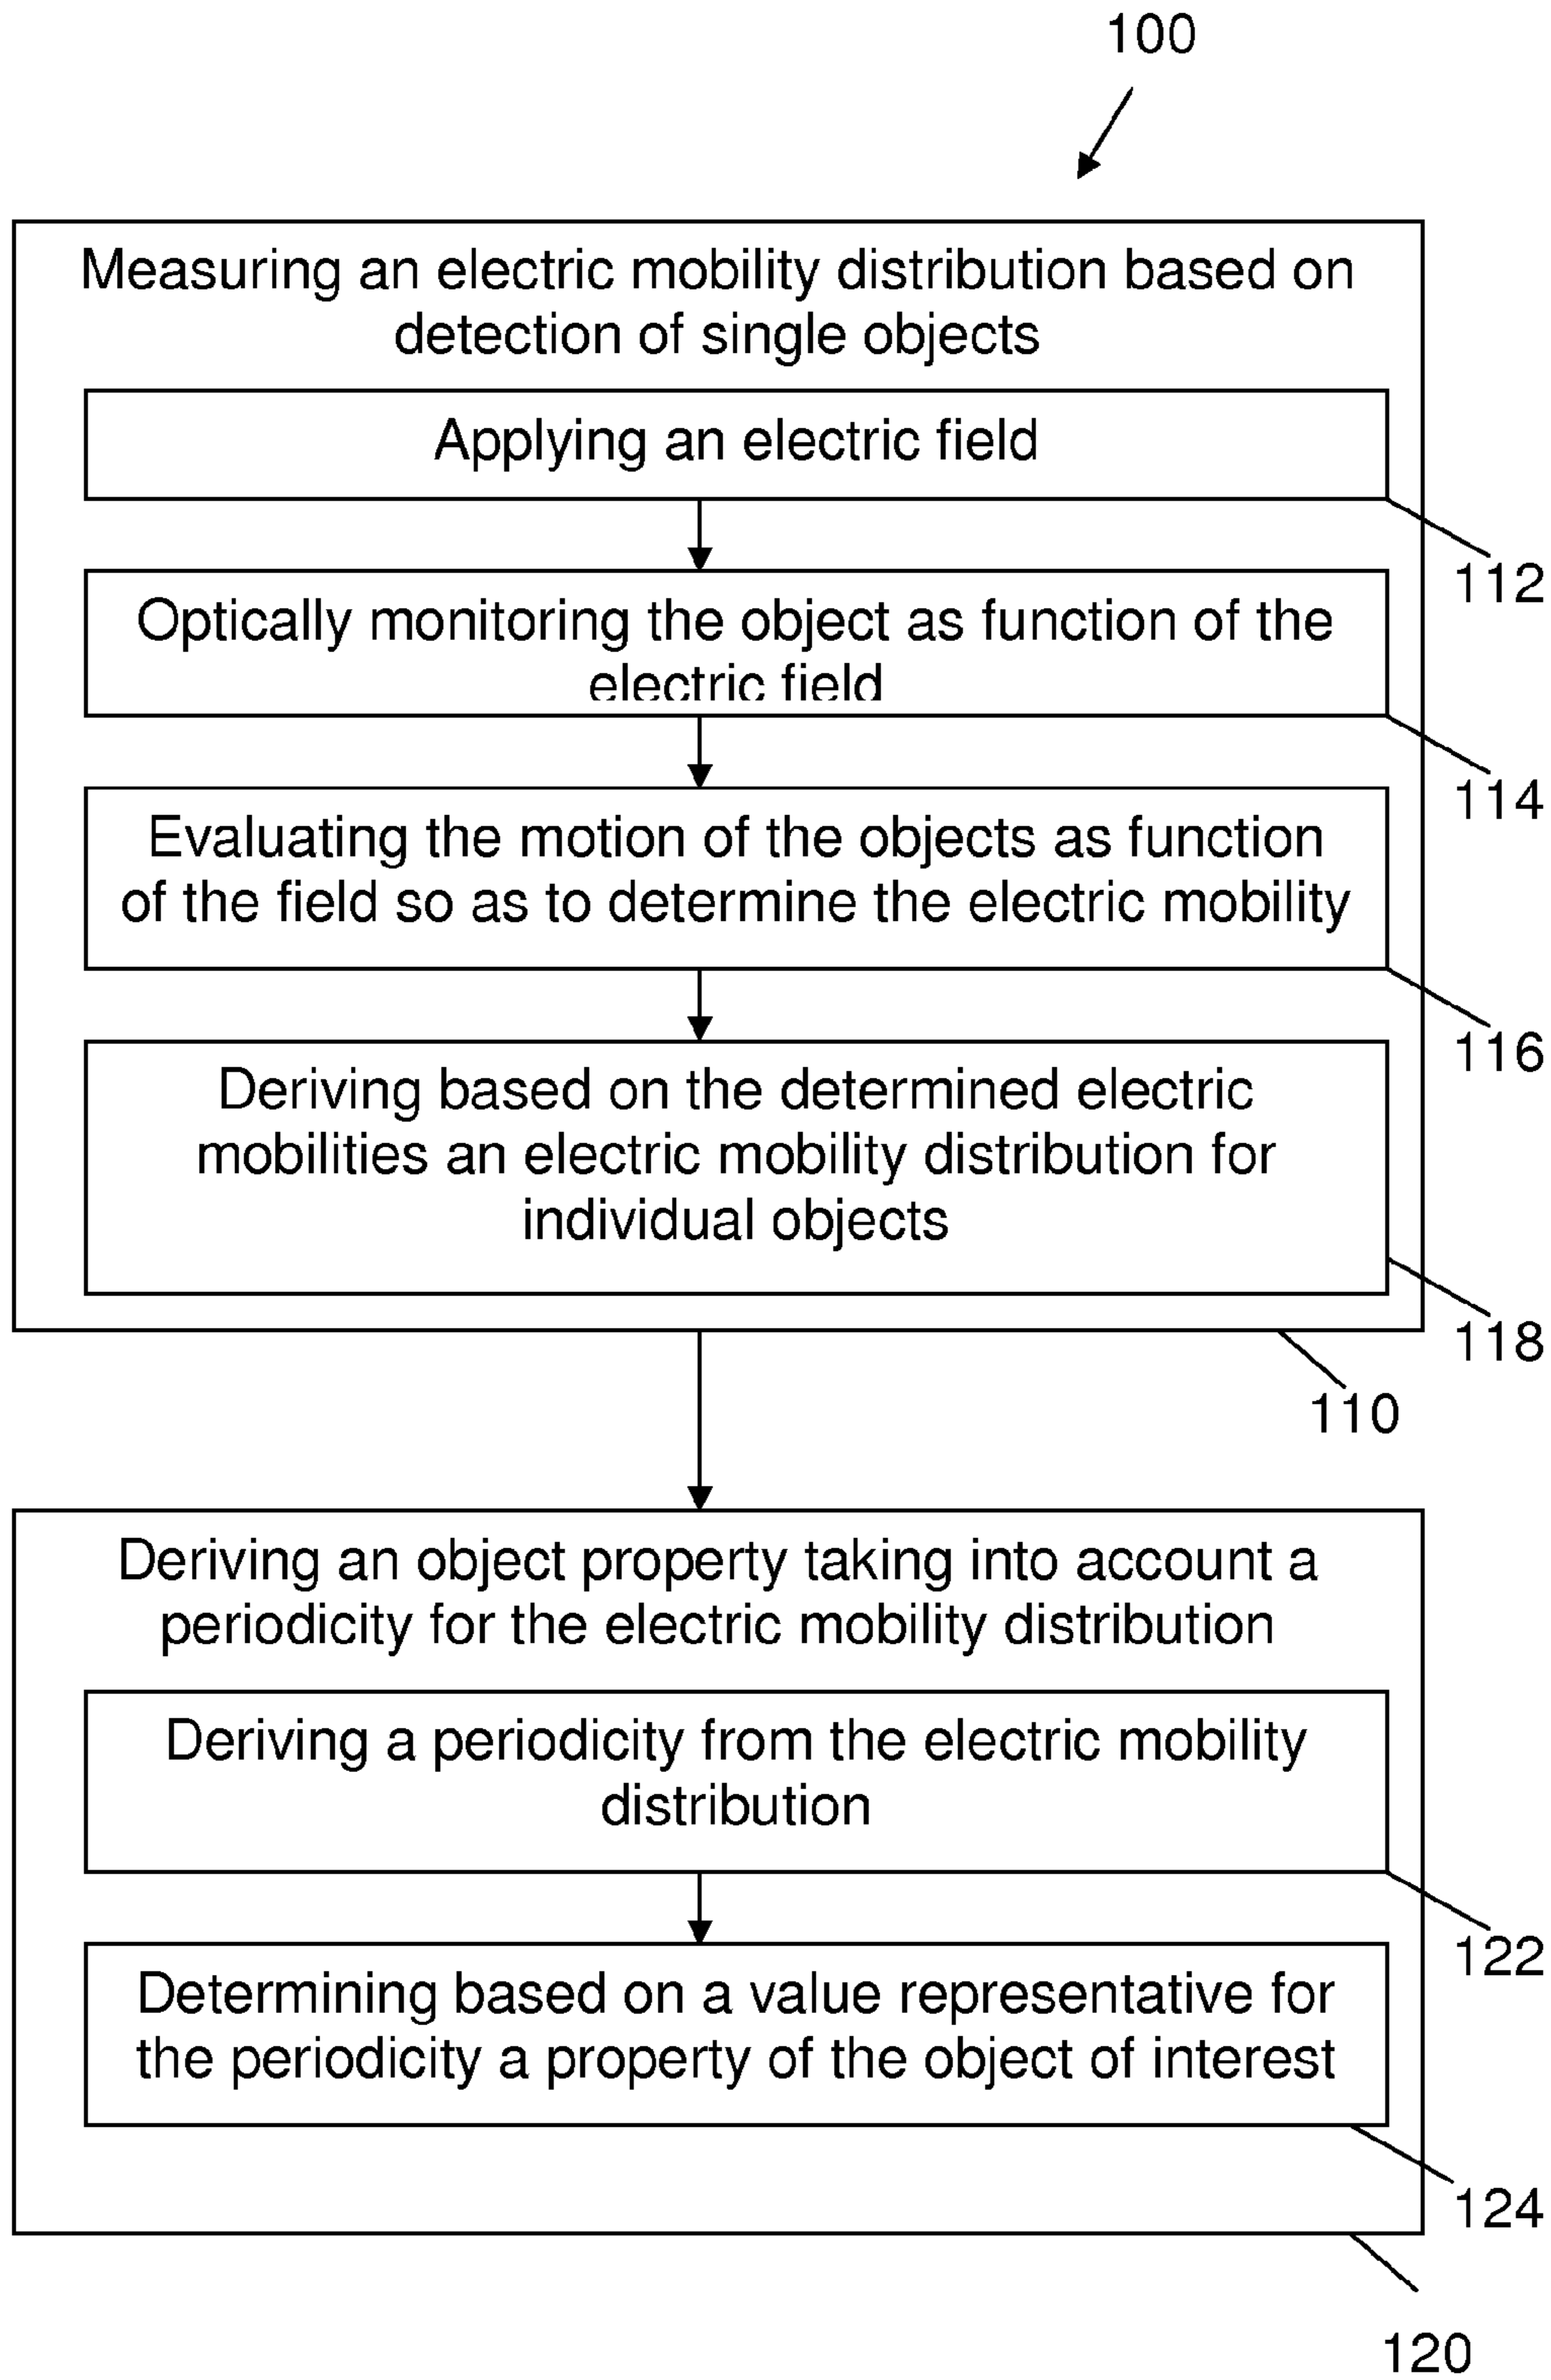 100
Measuring an electric mobility distribution based on
detection of single objects
Applying an electric field
112
Optically monitoring the object as function of the
electric field
114
Evaluating the motion of the objects as function
of the field so as to determine the electric mobility
116
Deriving based on the determined electric
mobilities an electric mobility distribution for
individual objects
118
110
Deriving an object property taking into account a
periodicity for the electric mobility distribution
Deriving a periodicity from the electric mobility
distribution
122
Determining based on a value representative for
the periodicity a property of the object of interest
124
120